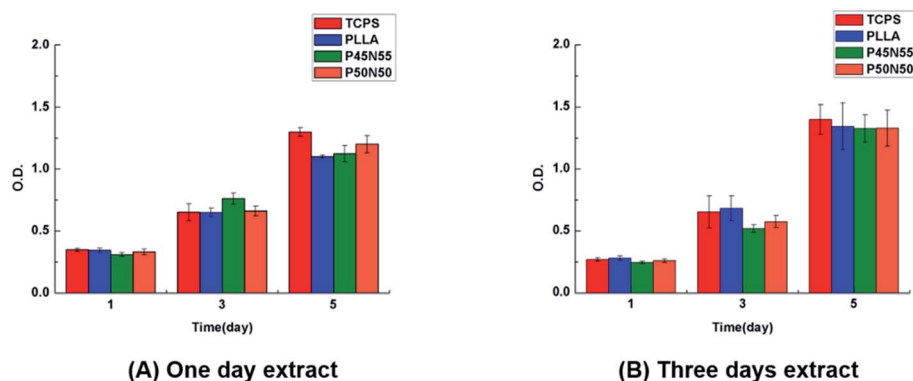 TCPS
PLLA
P45N55
P50N50
2.0
1.5
1.0
0.5
0.0
O.D.
1
3
5
Time(day)
(A) One day extract
TCPS
PLLA
P45N55
P50N50
2.0
1.5
1.0
0.5
0.0
O.D.
1
3
5
Time(day)
(B) Three days extract